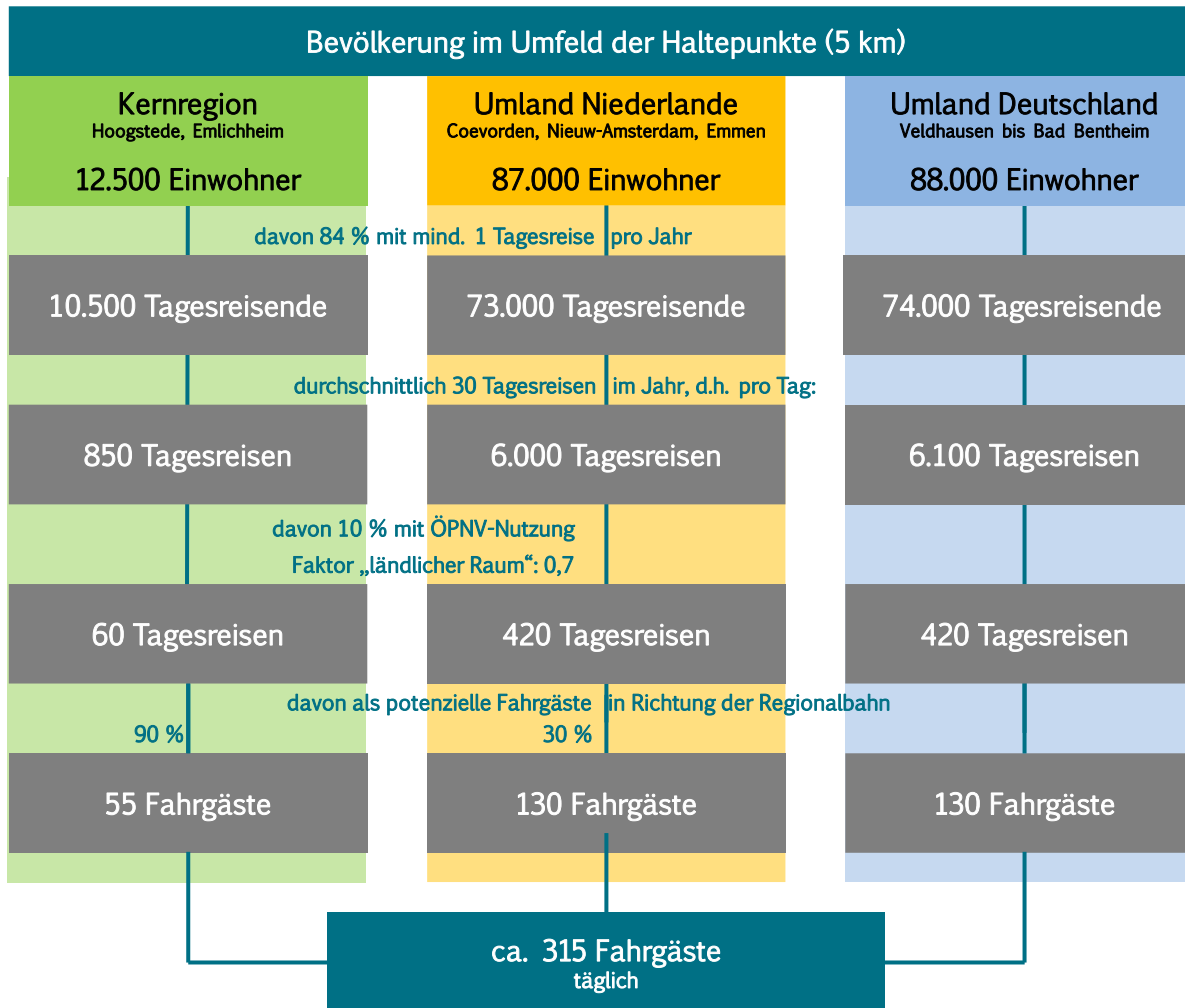 Bevölkerung im Umfeld der Haltepunkte (5 km)
Kernregion
Hoogstede, Emlichheim
12.500 Einwohner
Umland Niederlande
Coevorden, Nieuw-Amsterdam, Emmen
87.000 Einwohner
Umland Deutschland
Veldhausen bis Bad Bentheim
88.000 Einwohner
davon 84 % mit mind. 1 Tagesreise pro Jahr
10.500 Tagesreisende
73.000 Tagesreisende
74.000 Tagesreisende
durchschnittlich 30 Tagesreisen im Jahr, d.h. pro Tag:
850 Tagesreisen
6.000 Tagesreisen
6.100 Tagesreisen
davon 10 % mit ÖPNV-Nutzung
Faktor „ländlicher Raum“: 0,7
60 Tagesreisen
420 Tagesreisen
420 Tagesreisen
davon als potenzielle Fahrgäste in Richtung der Regionalbahn
90 %
30 %
55 Fahrgäste
130 Fahrgäste
130 Fahrgäste
ca. 315 Fahrgäste
täglich